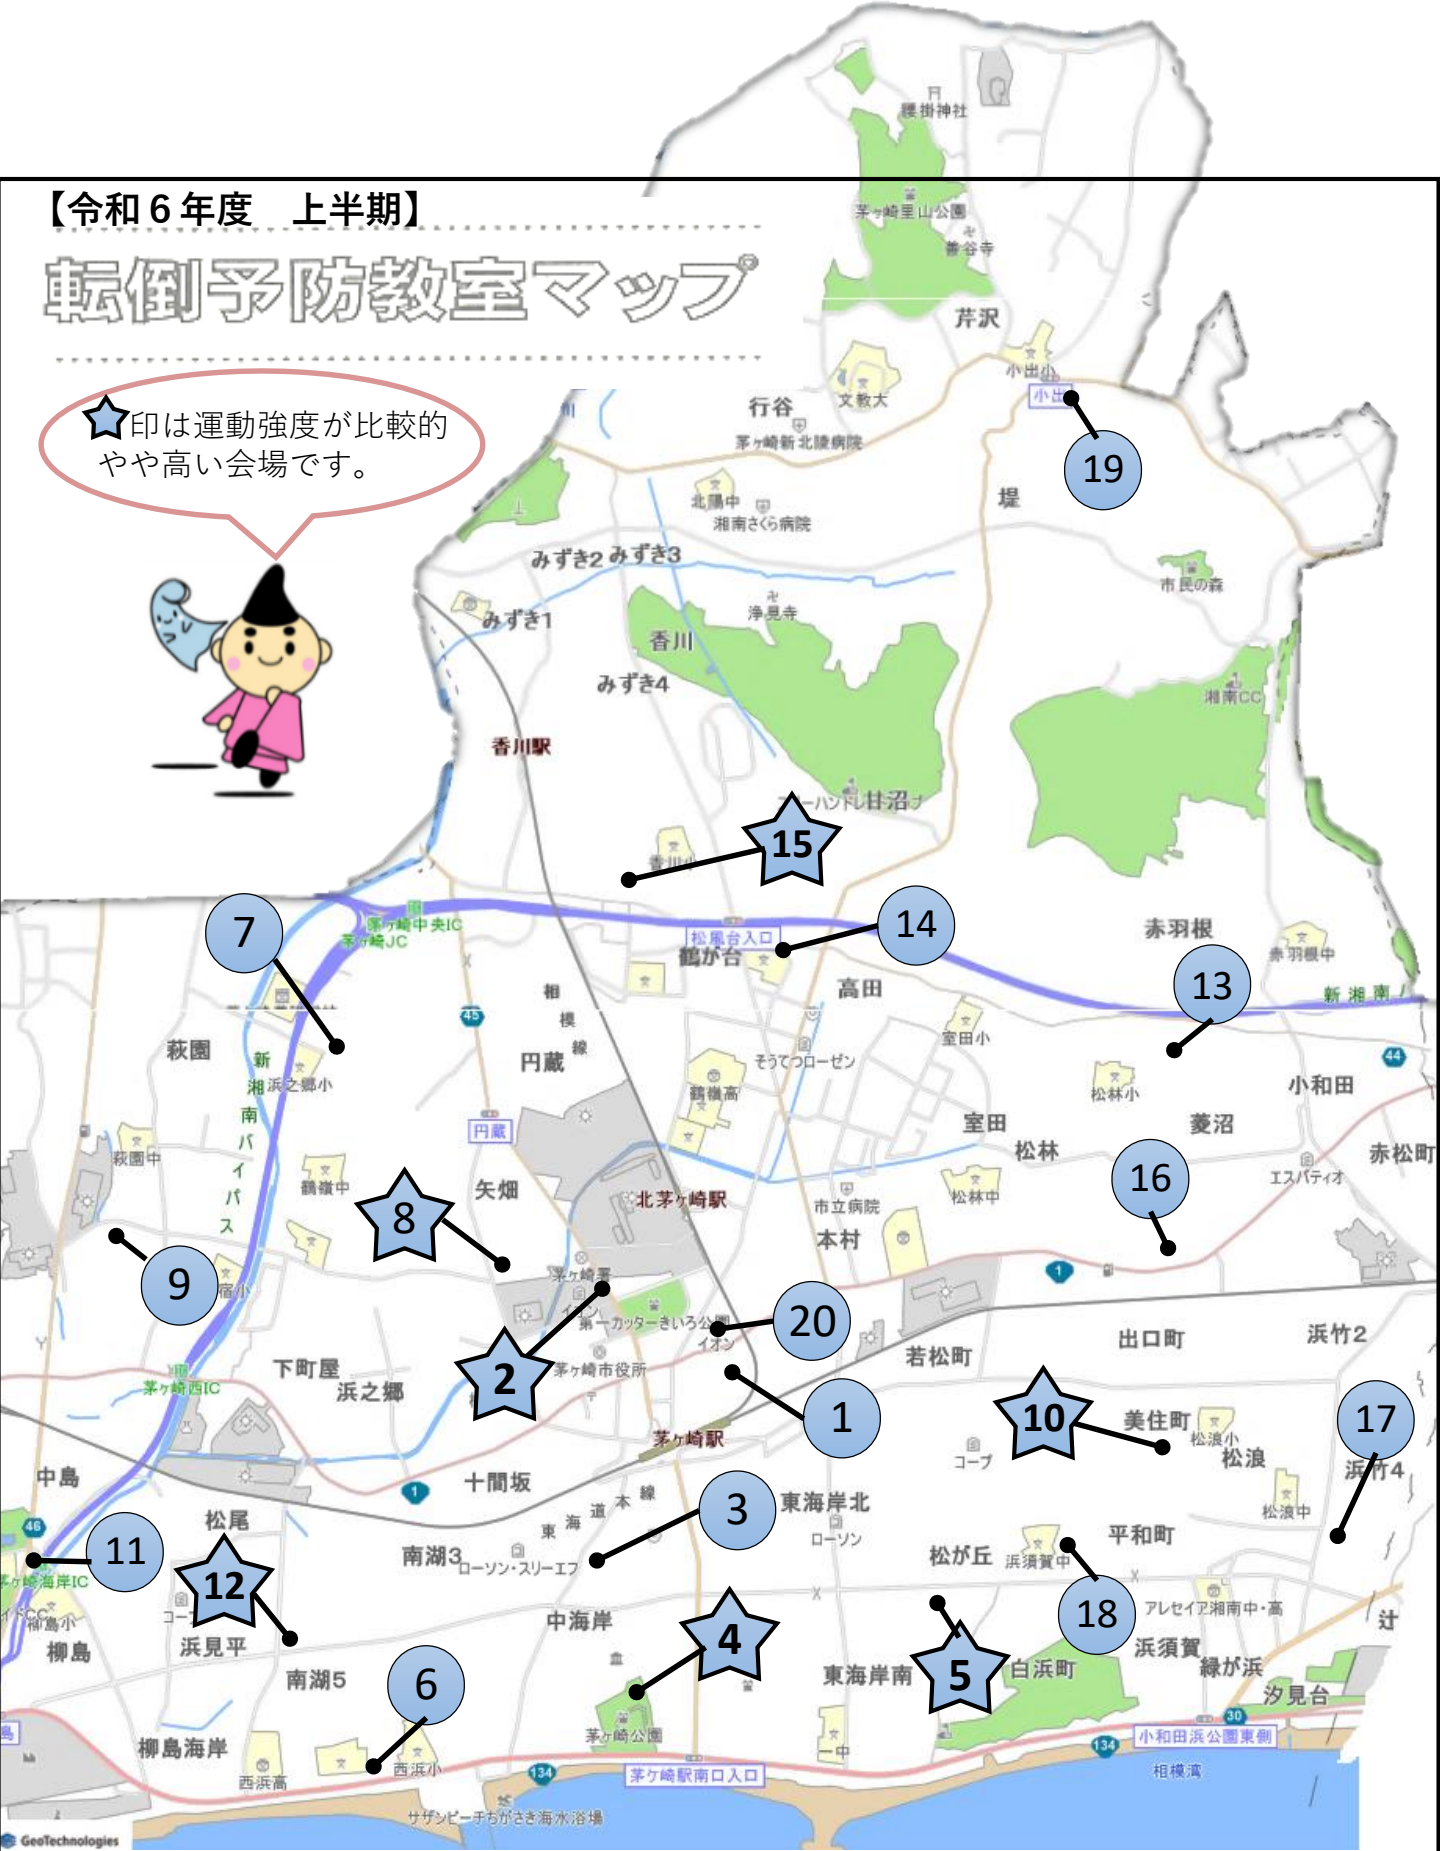 【令和６年度　上半期】
転倒予防教室マップ
印は運動強度が比較的
やや高い会場です。
腰掛神社
茅ヶ崎里山公園
善谷寺
芹沢
小出小
小出
文教大
行谷
茅ヶ崎新北陵病院
19
北陽中
湘南さくら病院
堤
みずき2 みずき3
市民の森
浄見寺
みずき1
香川
みずき4
湘南CC
香川駅
甘沼
15
香川小
7
茅ヶ崎中央IC
茅ヶ崎JC
松風台入口
14
鶴が台
赤羽根
赤羽根中
13
高田
新湘南
相模線
45
室田小
萩園
円蔵
そうてつローゼン
44
新湘南バイパス
浜之郷小
鶴嶺高
松林小
小和田
円蔵
室田
菱沼
萩園中
松林
赤松町
エスパティオ
鶴嶺中
矢畑
16
8
北茅ヶ崎駅
市立病院
松林中
本村
9
宿小
茅ヶ崎署
イオン
1
第一カッターきいろ公園
20
イオン
出口町
浜竹2
下町屋
茅ヶ崎市役所
若松町
茅ヶ崎西IC
浜之郷
2
10
美住町
松浪小
17
1
茅ヶ崎駅
コープ
松浪
浜竹4
中島
十間坂
1
3
東海岸北
松浪中
松尾
東海道本線
ローソン
46
平和町
11
南湖3
ローソン・スリーエフ
松が丘
浜須賀中
茅ヶ崎海岸IC
12
18
アレセイア湘南中・高
柳島小
中海岸
4
辻
柳島
浜見平
5
白浜町
浜須賀
緑が浜
南湖5
6
東海岸南
汐見台
30
茅ヶ崎公園
一中
小和田浜公園東側
柳島海岸
西浜高
西浜小
134
茅ケ崎駅南口入口
134
相模湾
サザンビーチちがさき海水浴場
GeoTechnologies